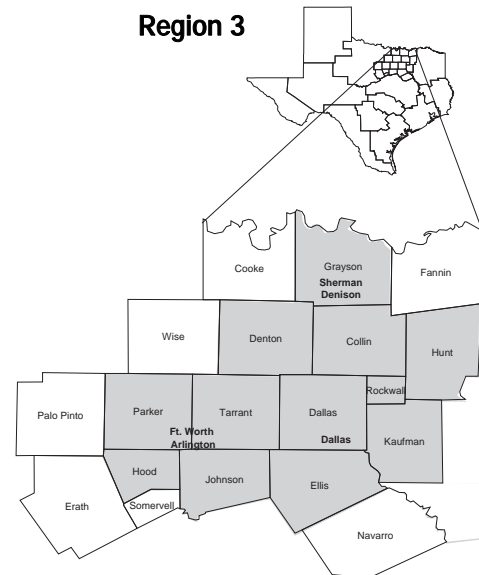 Region 3
Cooke
Grayson
Sherman
Denison
Fannin
Wise
Denton
Collin
Hunt
Rockwall
Palo Pinto
Parker
Tarrant
Dallas
Ft. Worth
Arlington
Dallas
Kaufman
Hood
Johnson
Ellis
Erath
Somervell
Navarro